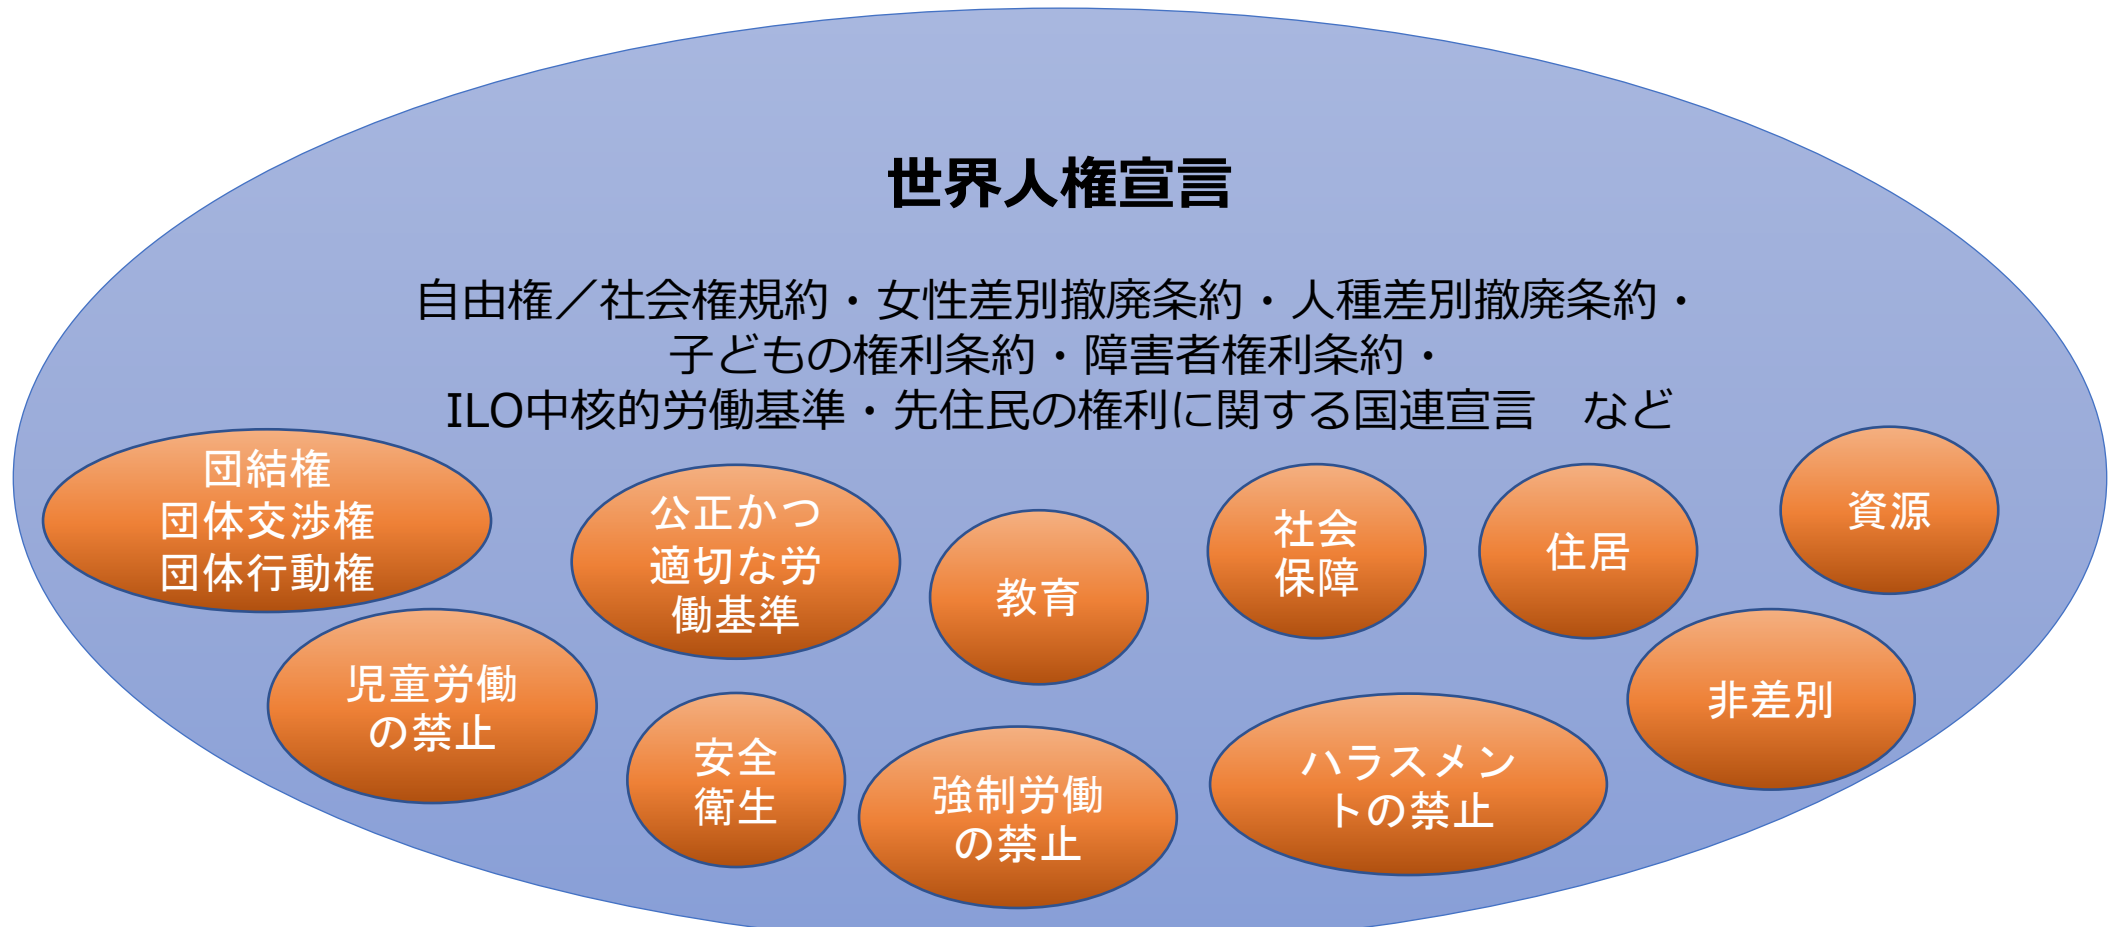 世界人権宣言
自由権／社会権規約・女性差別撤廃条約・人種差別撤廃条約・
子どもの権利条約・障害者権利条約・
ILO中核的労働基準・先住民の権利に関する国連宣言　など
団結権
団体交渉権
団体行動権
公正かつ
適切な労
働基準
教育
社会
保障
住居
資源
児童労働
の禁止
安全
衛生
強制労働
の禁止
ハラスメン
トの禁止
非差別